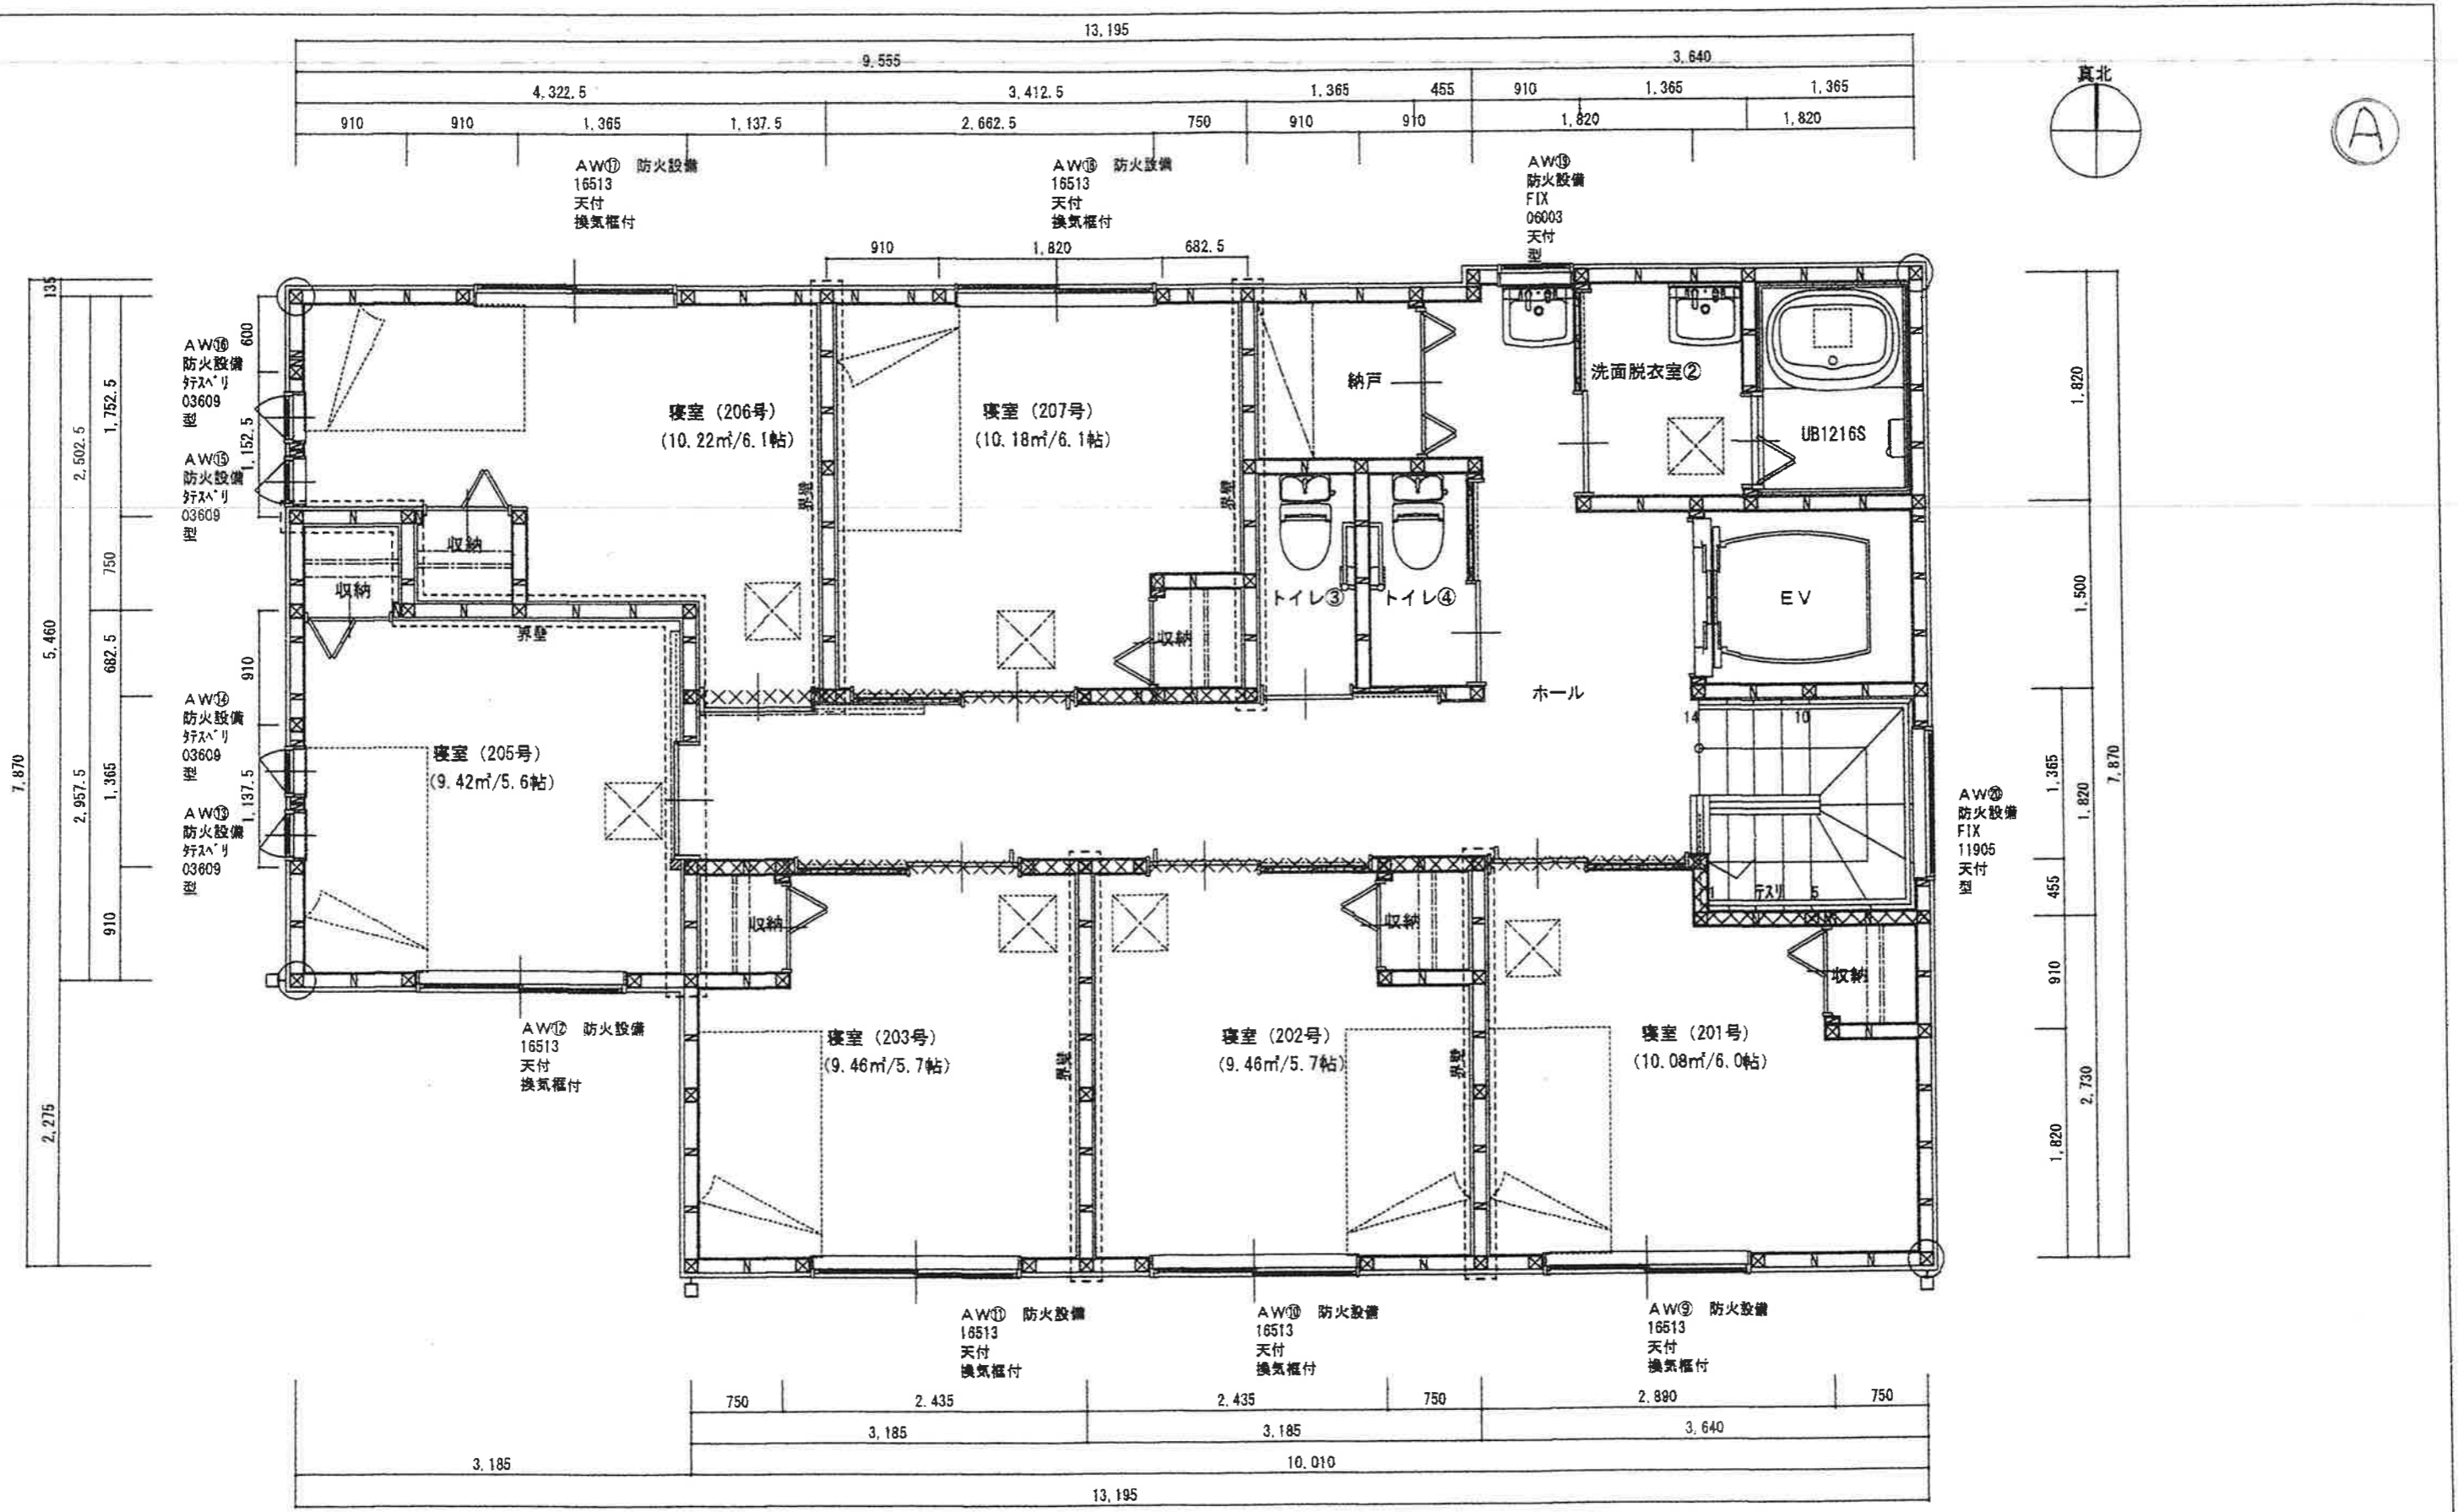 13,195
9,555
3,640
4,322.5
3,412.5
1,365
455
910
1,365
1,365
910
910
1,365
1,137.5
2,662.5
750
910
910
1,820
1,820
真北
A
AW⑰ 防火設備
16513
天付
換気框付
AW⑱ 防火設備
16513
天付
換気框付
AW⑲
防火設備
FIX
06003
天付
型
910
1,820
682.5
135
7,870
5,460
2,275
2,502.5
2,957.5
1,752.5
750
682.5
1,365
910
600
1,152.5
910
1,137.5
AW⑯
防火設備
ﾀﾃｽﾍﾞﾘ
03609
型
AW⑮
防火設備
ﾀﾃｽﾍﾞﾘ
03609
型
AW⑭
防火設備
ﾀﾃｽﾍﾞﾘ
03609
型
AW⑬
防火設備
ﾀﾃｽﾍﾞﾘ
03609
型
寝室（206号）
(10.22㎡/6.1帖)
寝室（207号）
(10.18㎡/6.1帖)
納戸
洗面脱衣室②
UB1216S
界壁
界壁
収納
収納
界壁
収納
トイレ③
トイレ④
EV
ホール
14
10
1
テスリ
5
寝室（205号）
(9.42㎡/5.6帖)
収納
収納
収納
寝室（203号）
(9.46㎡/5.7帖)
界壁
寝室（202号）
(9.46㎡/5.7帖)
界壁
寝室（201号）
(10.08㎡/6.0帖)
AW⑳
防火設備
FIX
11905
天付
型
1,820
1,500
1,365
455
910
1,820
1,820
2,730
7,870
AW⑫ 防火設備
16513
天付
換気框付
AW⑪ 防火設備
16513
天付
換気框付
AW⑩ 防火設備
16513
天付
換気框付
AW⑨ 防火設備
16513
天付
換気框付
750
2,435
2,435
750
2,890
750
3,185
3,185
3,640
3,185
10,010
13,195